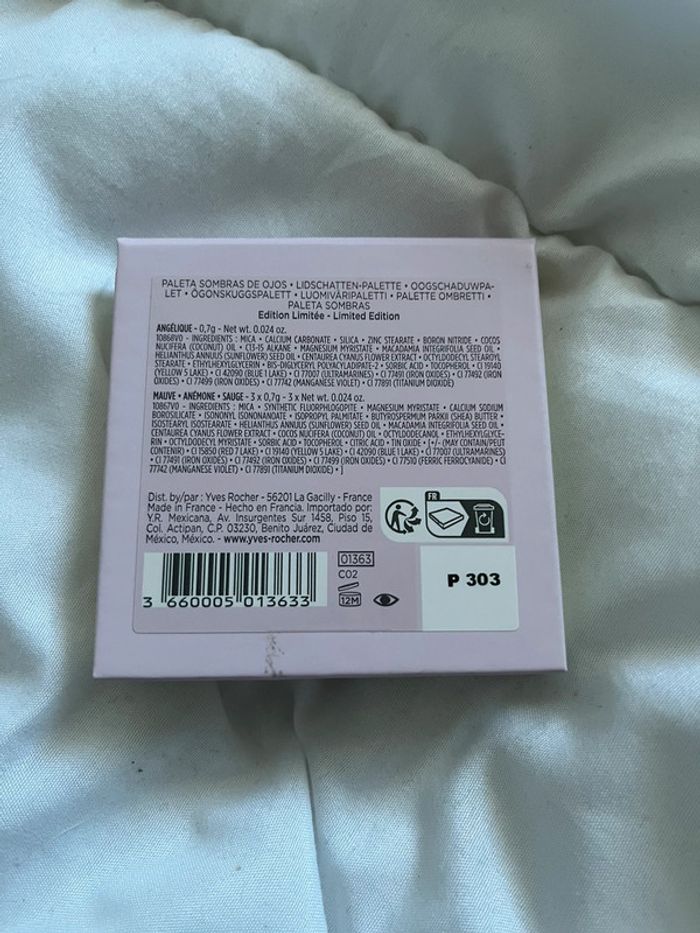 PALETA SOMBRAS DE OJOS • LIDSCHATTEN-PALETTE • OOGSCHADUWPA-
LET • ÖGONSKUGGSPALETT • LUOMIVÄRIPALETTI • PALETTE OMBRETTI •
PALETA SOMBRAS
Edition Limitée - Limited Edition
ANGÉLIQUE - 0,7g - Net wt. 0.024 oz.
10868V0 - INGREDIENTS : MICA • CALCIUM CARBONATE • SILICA • ZINC STEARATE • BORON NITRIDE • COCOS
NUCIFERA (COCONUT) OIL • C13-15 ALKANE • MAGNESIUM MYRISTATE • MACADAMIA INTEGRIFOLIA SEED OIL •
HELIANTHUS ANNUUS (SUNFLOWER) SEED OIL • CENTAUREA CYANUS FLOWER EXTRACT • OCTYLDODECYL STEAROYL
STEARATE • ETHYLHEXYLGLYCERIN • BIS-DIGLYCERYL POLYACYLADIPATE-2 • SORBIC ACID • TOCOPHEROL • CI 19140
(YELLOW 5 LAKE) • CI 42090 (BLUE 1 LAKE) • CI 77007 (ULTRAMARINES) • CI 77491 (IRON OXIDES) • CI 77492 (IRON
OXIDES) • CI 77499 (IRON OXIDES) • CI 77742 (MANGANESE VIOLET) • CI 77891 (TITANIUM DIOXIDE)
MAUVE • ANÉMONE • SAUGE - 3 x 0,7g - 3 x Net wt. 0.024 oz.
10867V0 - INGREDIENTS : MICA • SYNTHETIC FLUORPHLOGOPITE • MAGNESIUM MYRISTATE • CALCIUM SODIUM
BOROSILICATE • ISONONYL ISONONANOATE • ISOPROPYL PALMITATE • BUTYROSPERMUM PARKII (SHEA) BUTTER •
ISOSTEARYL ISOSTEARATE • HELIANTHUS ANNUUS (SUNFLOWER) SEED OIL • MACADAMIA INTEGRIFOLIA SEED OIL •
CENTAUREA CYANUS FLOWER EXTRACT • COCOS NUCIFERA (COCONUT) OIL • OCTYLDODECANOL • ETHYLHEXYLGLYCE-
RIN • OCTYLDODECYL MYRISTATE • SORBIC ACID • TOCOPHEROL • CITRIC ACID • TIN OXIDE • [+/- (MAY CONTAIN/PEUT
CONTENIR) • CI 15850 (RED 7 LAKE) • CI 19140 (YELLOW 5 LAKE) • CI 42090 (BLUE 1 LAKE) • CI 77007 (ULTRAMARINES)
• CI 77491 (IRON OXIDES) • CI 77492 (IRON OXIDES) • CI 77499 (IRON OXIDES) • CI 77510 (FERRIC FERROCYANIDE) • CI
77742 (MANGANESE VIOLET) • CI 77891 (TITANIUM DIOXIDE) • ]
Dist. by/par : Yves Rocher - 56201 La Gacilly - France
Made in France - Hecho en Francia. Importado por:
Y.R. Mexicana, Av. Insurgentes Sur 1458, Piso 15,
Col. Actipan, C.P. 03230, Benito Juárez, Ciudad de
México, México. - www.yves-rocher.com
FR
01363
C02
12M
P 303
3 660005 013633